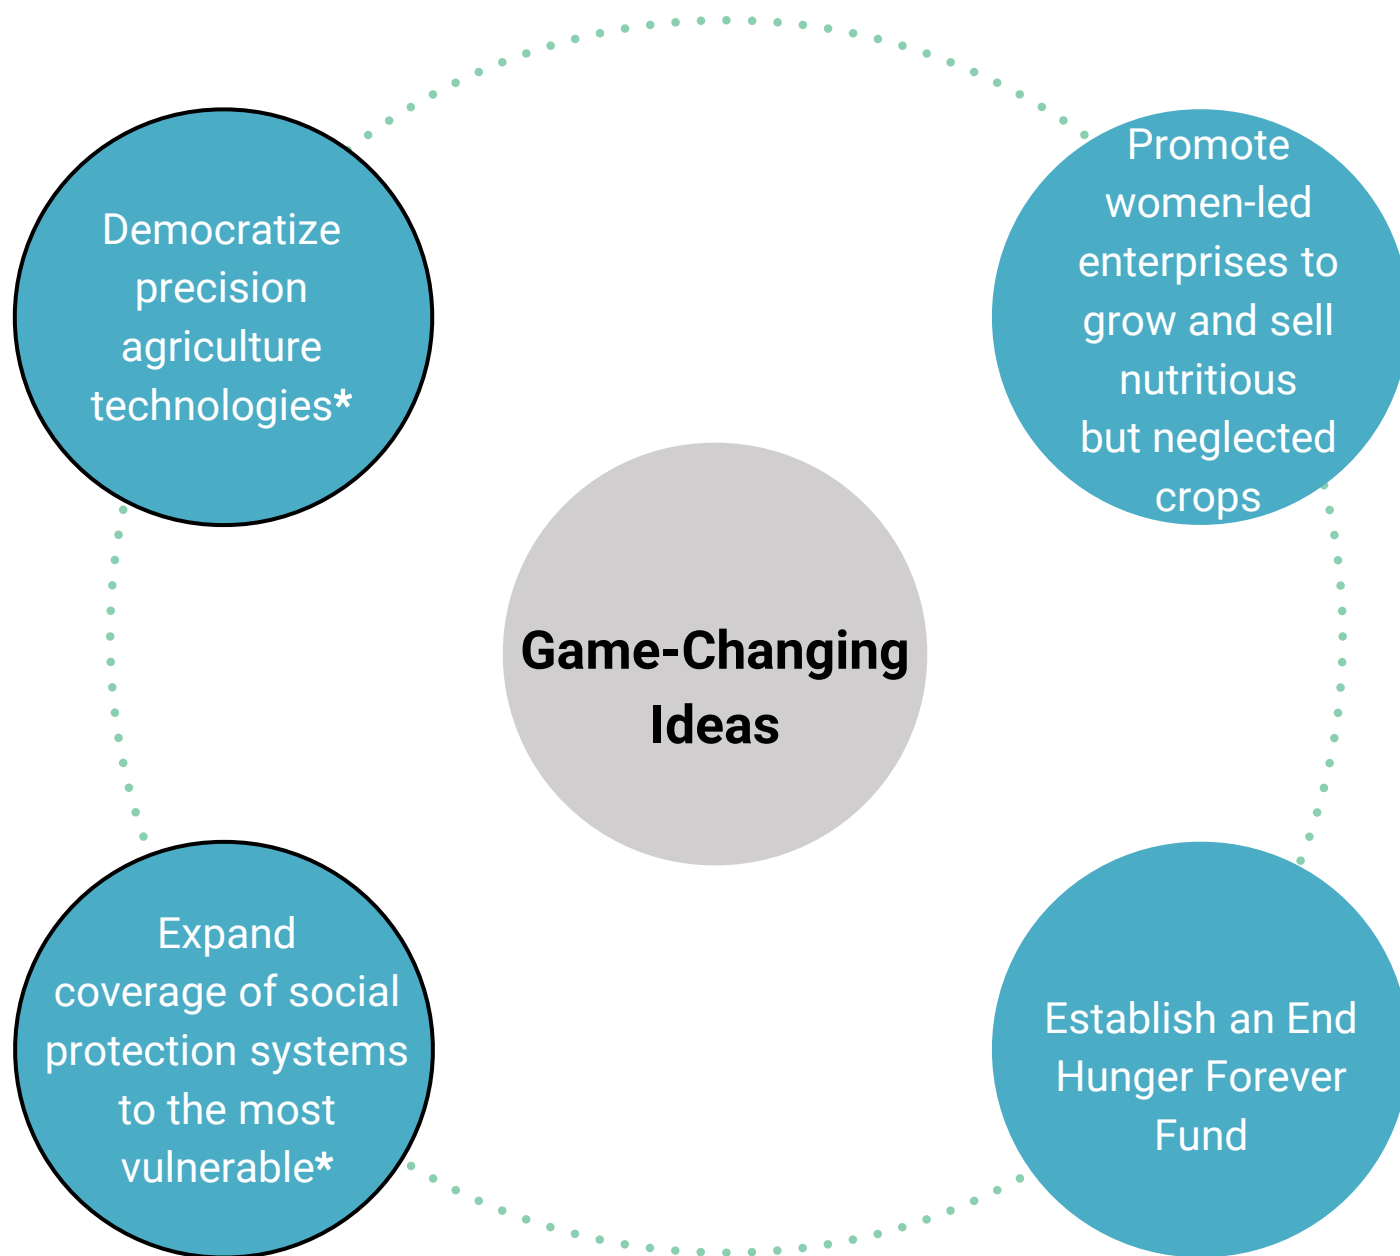 Democratize
precision
agriculture
technologies*
Promote
women-led
enterprises to
grow and sell
nutritious
but neglected
crops
Game-Changing
Ideas
Expand
coverage of social
protection systems
to the most
vulnerable*
Establish an End
Hunger Forever
Fund